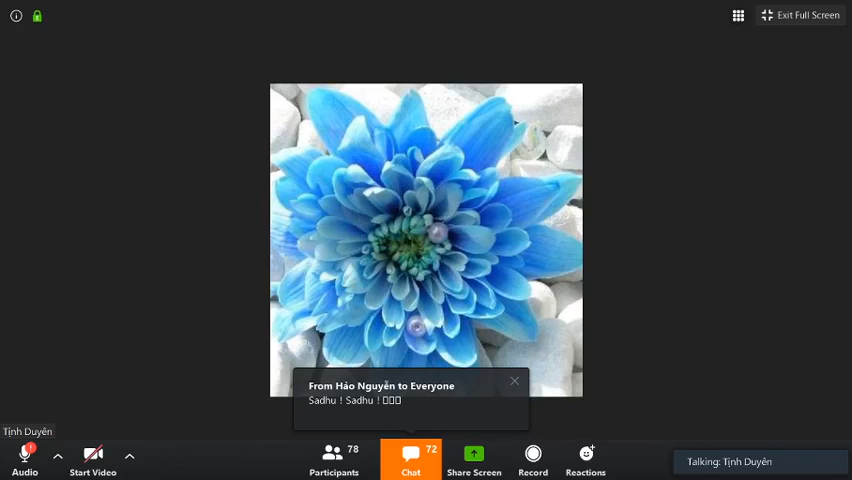 Exit Full Screen
From Hảo Nguyễn to Everyone
Sadhu ! Sadhu !
Tịnh Duyên
Audio
Start Video
78
Participants
72
Chat
Share Screen
Record
Reactions
Talking: Tịnh Duyên